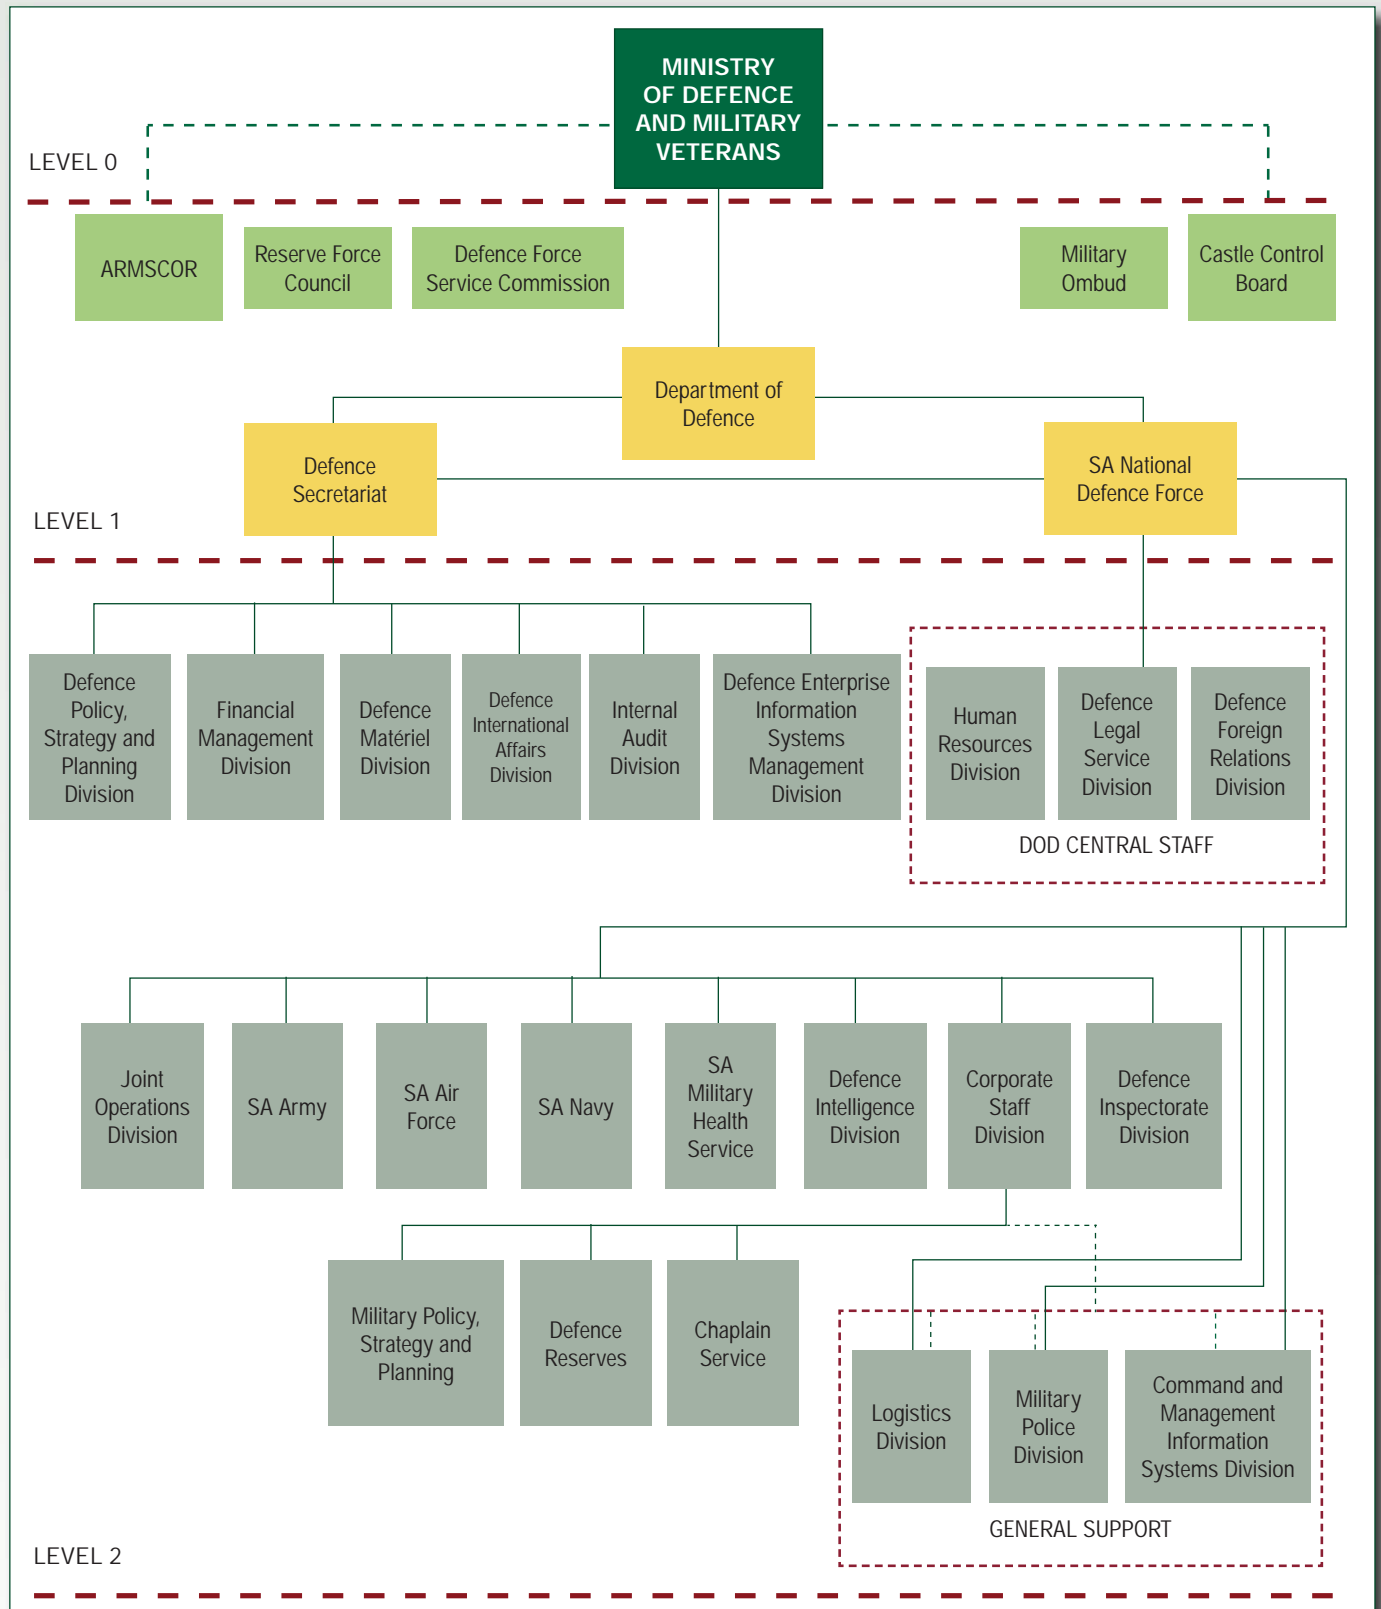 MINISTRY
OF DEFENCE
AND MILITARY
VETERANS
LEVEL 0
ARMSCOR
Reserve Force
Council
Defence Force
Service Commission
Military
Ombud
Castle Control
Board
Department of
Defence
Defence
Secretariat
SA National
Defence Force
LEVEL 1
Defence
Policy,
Strategy and
Planning
Division
Financial
Management
Division
Defence
Matériel
Division
Defence
International
Affairs
Division
Internal
Audit
Division
Defence Enterprise
Information
Systems
Management
Division
Human
Resources
Division
Defence
Legal
Service
Division
Defence
Foreign
Relations
Division
DOD CENTRAL STAFF
Joint
Operations
Division
SA Army
SA Air
Force
SA Navy
SA
Military
Health
Service
Defence
Intelligence
Division
Corporate
Staff
Division
Defence
Inspectorate
Division
Military Policy,
Strategy and
Planning
Defence
Reserves
Chaplain
Service
Logistics
Division
Military
Police
Division
Command and
Management
Information
Systems Division
GENERAL SUPPORT
LEVEL 2